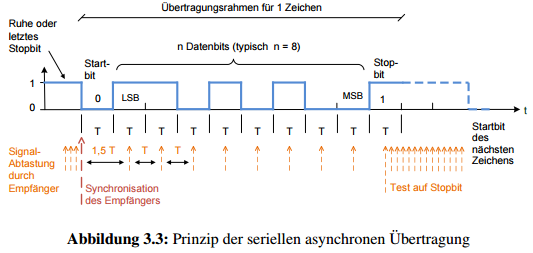 Übertragungsrahmen für 1 Zeichen
Ruhe oder
letztes
Stopbit
Start-
bit
n Datenbits (typisch n = 8)
Stop-
bit
1
0
0
LSB
MSB
1
t
T T T T T T T T T T
Startbit
des
nächsten
Zeichens
Signal-
Abtastung
durch
Empfänger
1,5 T
T
T
Synchronisation
des Empfängers
Test auf Stopbit
Abbildung 3.3: Prinzip der seriellen asynchronen Übertragung